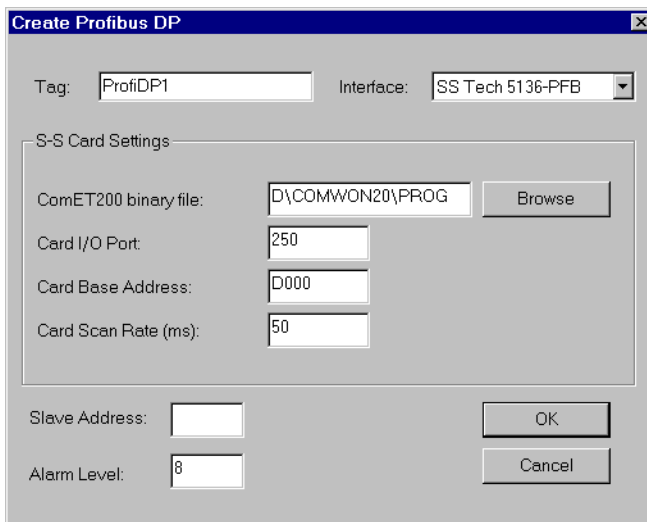 Create Profibus DP
Tag: ProfiDP1 Interface: SS Tech 5136-PFB
S-S Card Settings
ComET200 binary file: D\COMWON20\PROG Browse
Card I/O Port: 250
Card Base Address: D000
Card Scan Rate (ms): 50
Slave Address: OK
Alarm Level: 8 Cancel